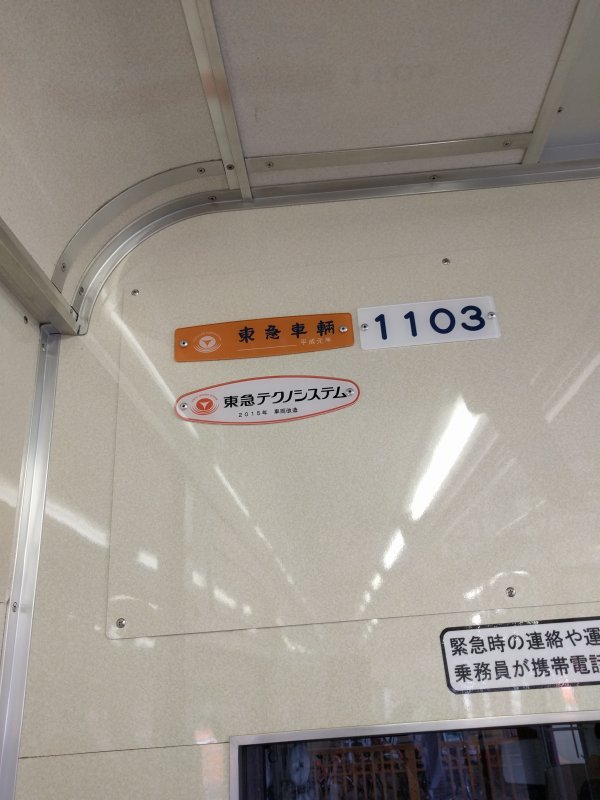 東急車輛
平成元年
1103
東急テクノシステム
2015年 車両改造
緊急時の連絡や運
乗務員が携帯電話